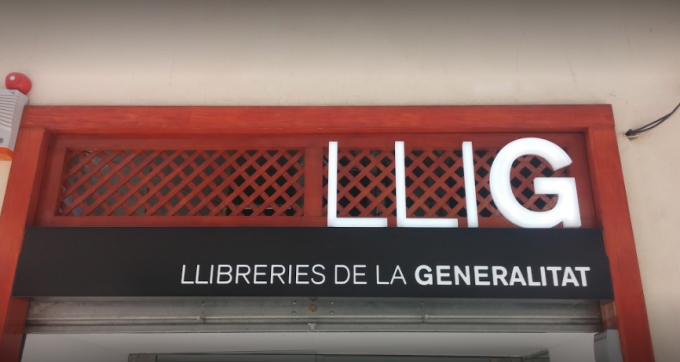 LLIG
LLIBRERIES DE LA GENERALITAT